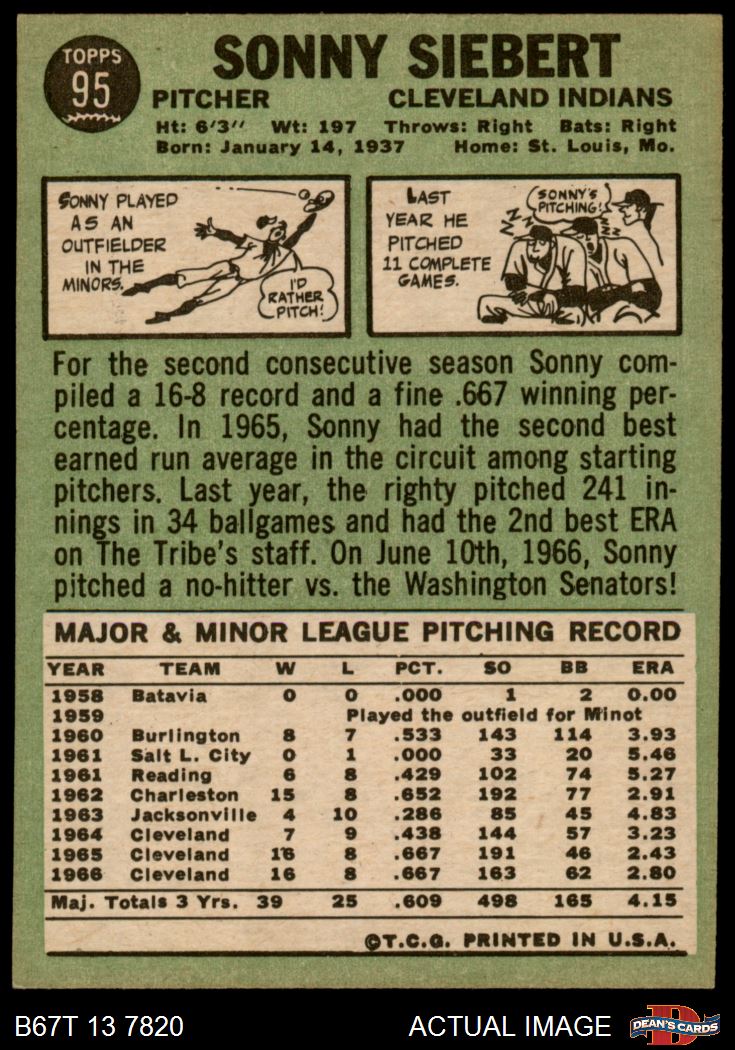 TOPPS
95
SONNY SIEBERT
PITCHER CLEVELAND INDIANS
Ht: 6'3" Wt: 197 Throws: Right Bats: Right
Born: January 14, 1937 Home: St. Louis, Mo.
SONNY PLAYED
AS AN
OUTFIELDER
IN THE
MINORS.
I'D
RATHER
PITCH!
LAST
YEAR HE
PITCHED
11 COMPLETE
GAMES.
SONNY'S
PITCHING!
ZZZ
ZZ
For the second consecutive season Sonny com-
piled a 16-8 record and a fine .667 winning per-
centage. In 1965, Sonny had the second best
earned run average in the circuit among starting
pitchers. Last year, the righty pitched 241 in-
nings in 34 ballgames and had the 2nd best ERA
on The Tribe's staff. On June 10th, 1966, Sonny
pitched a no-hitter vs. the Washington Senators!
MAJOR & MINOR LEAGUE PITCHING RECORD
YEAR TEAM W L PCT. SO BB ERA
1958 Batavia 0 0 .000 1 2 0.00
1959 Played the outfield for Minot
1960 Burlington 8 7 .533 143 114 3.93
1961 Salt L. City 0 1 .000 33 20 5.46
1961 Reading 6 8 .429 102 74 5.27
1962 Charleston 15 8 .652 192 77 2.91
1963 Jacksonville 4 10 .286 85 45 4.83
1964 Cleveland 7 9 .438 144 57 3.23
1965 Cleveland 16 8 .667 191 46 2.43
1966 Cleveland 16 8 .667 163 62 2.80
Maj. Totals 3 Yrs. 39 25 .609 498 165 4.15
©T.C.G. PRINTED IN U.S.A.
B67T 13 7820 ACTUAL IMAGE
DEAN'S CARDS